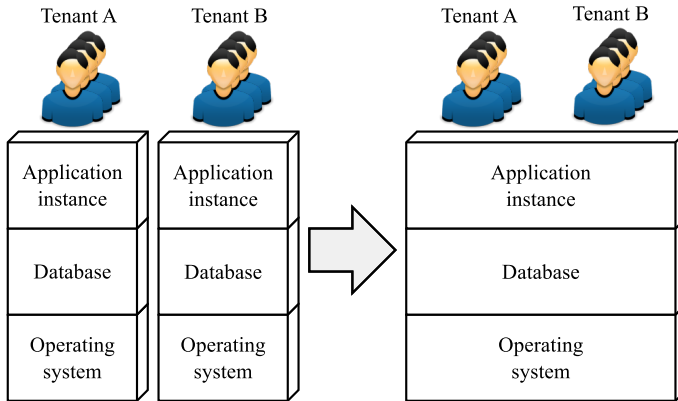 Tenant A
Tenant B
Tenant A
Tenant B
Application
instance
Application
instance
Application
instance
Database
Database
Database
Operating
system
Operating
system
Operating
system